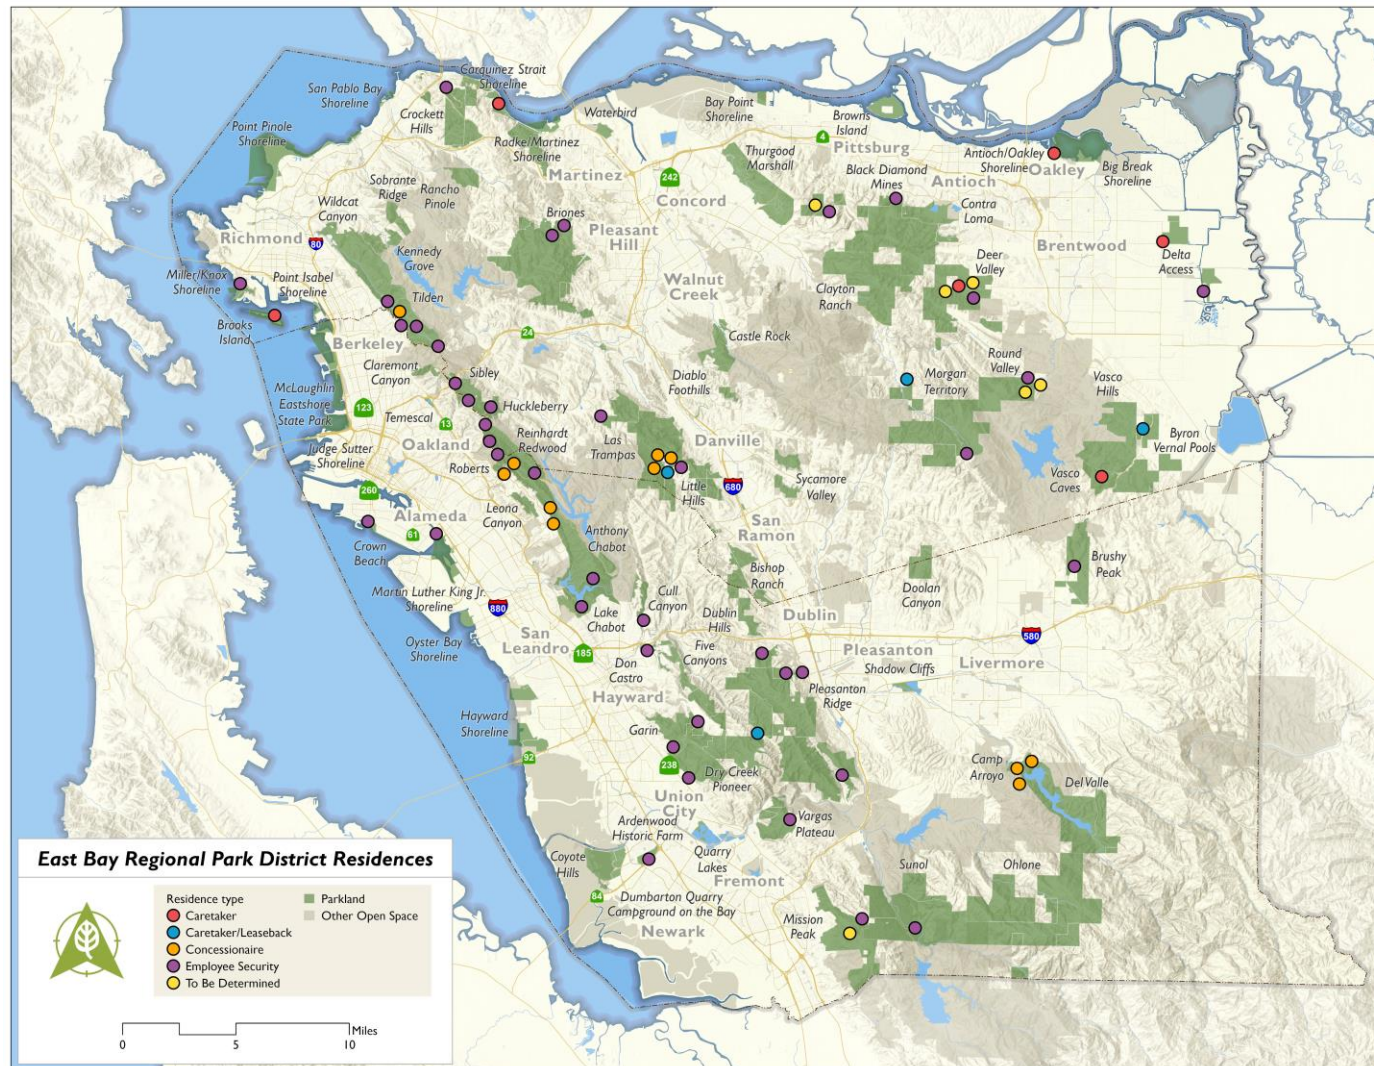 Carquinez Strait
Shoreline
San Pablo Bay
Shoreline
Crockett
Hills
Waterbird
Bay Point
Shoreline
Browns
Island
Point Pinole
Shoreline
Radke/Martinez
Shoreline
Martinez
4
Pittsburg
Thurgood
Marshall
Black Diamond
Mines
Antioch/Oakley
Shoreline
Oakley
Big Break
Shoreline
Antioch
242
Concord
Sobrante
Ridge
Rancho
Pinole
Wildcat
Canyon
Richmond
80
Briones
Pleasant
Hill
Contra
Loma
Brentwood
Delta
Access
Kennedy
Grove
Miller/Knox
Shoreline
Point Isabel
Shoreline
Tilden
Walnut
Creek
Clayton
Ranch
Deer
Valley
Brooks
Island
Berkeley
24
Castle Rock
Claremont
Canyon
Sibley
Diablo
Foothills
Morgan
Territory
Round
Valley
Vasco
Hills
McLaughlin
Eastshore
State Park
123
Temescal
13
Huckleberry
Oakland
Reinhardt
Redwood
Las
Trampas
Danville
Byron
Vernal Pools
Judge Sutter
Shoreline
Roberts
Little
Hills
680
Sycamore
Valley
Vasco
Caves
260
Leona
Canyon
Alameda
61
San
Ramon
Crown
Beach
Anthony
Chabot
Bishop
Ranch
Doolan
Canyon
Brushy
Peak
Martin Luther King Jr.
Shoreline
880
Cull
Canyon
Lake
Chabot
Dublin
Hills
Dublin
580
Oyster Bay
Shoreline
San
Leandro
185
Don
Castro
Five
Canyons
Pleasanton
Livermore
Shadow Cliffs
Hayward
Pleasanton
Ridge
Hayward
Shoreline
Garin
92
238
Dry Creek
Pioneer
Camp
Arroyo
Del Valle
Union
City
Ardenwood
Historic Farm
Vargas
Plateau
Coyote
Hills
Quarry
Lakes
Sunol
Ohlone
Fremont
84
Dumbarton Quarry
Campground on the Bay
Newark
Mission
Peak
East Bay Regional Park District Residences
Residence type
Caretaker
Caretaker/Leaseback
Concessionaire
Employee Security
To Be Determined
Parkland
Other Open Space
Miles
0 5 10